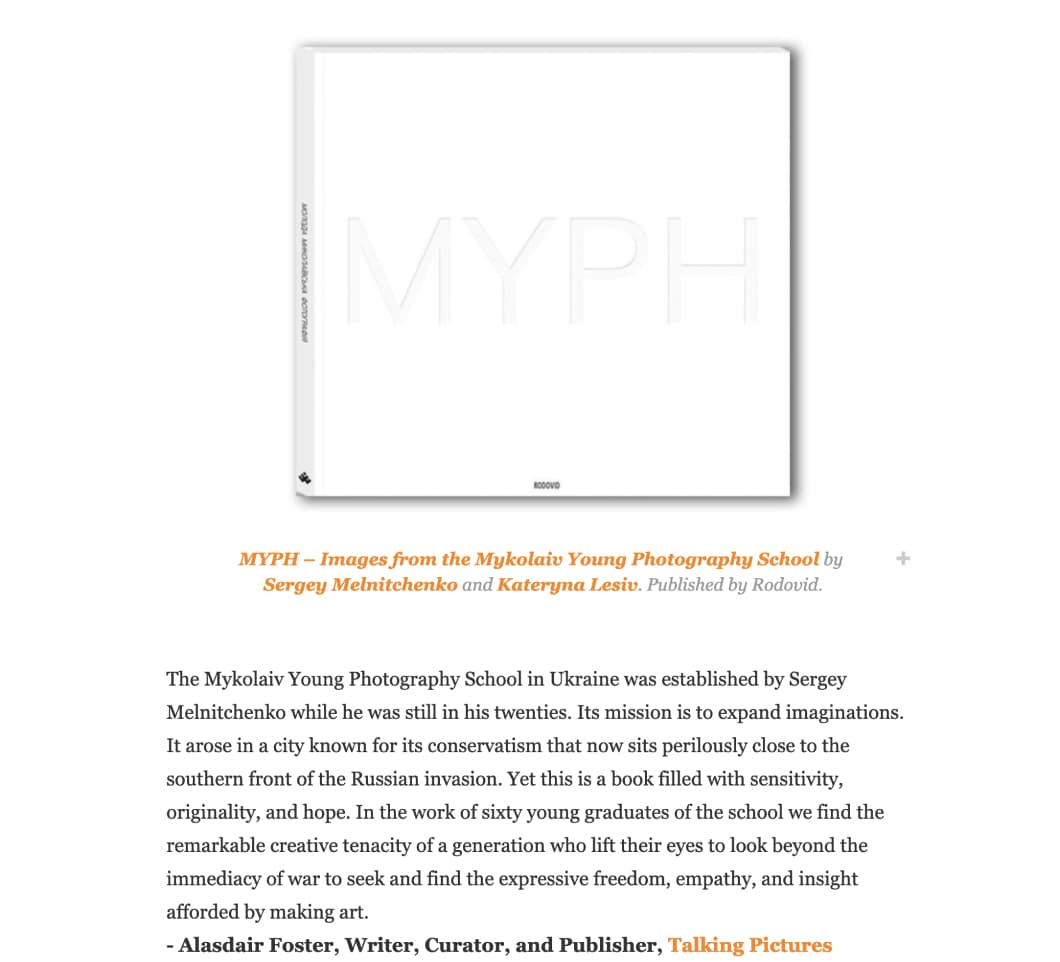 MYPH
RODOVID
MYPH – Images from the Mykolaiv Young Photography School by
Sergey Melnitchenko and Kateryna Lesiv. Published by Rodovid.
The Mykolaiv Young Photography School in Ukraine was established by Sergey
Melnitchenko while he was still in his twenties. Its mission is to expand imaginations.
It arose in a city known for its conservatism that now sits perilously close to the
southern front of the Russian invasion. Yet this is a book filled with sensitivity,
originality, and hope. In the work of sixty young graduates of the school we find the
remarkable creative tenacity of a generation who lift their eyes to look beyond the
immediacy of war to seek and find the expressive freedom, empathy, and insight
afforded by making art.
- Alasdair Foster, Writer, Curator, and Publisher, Talking Pictures